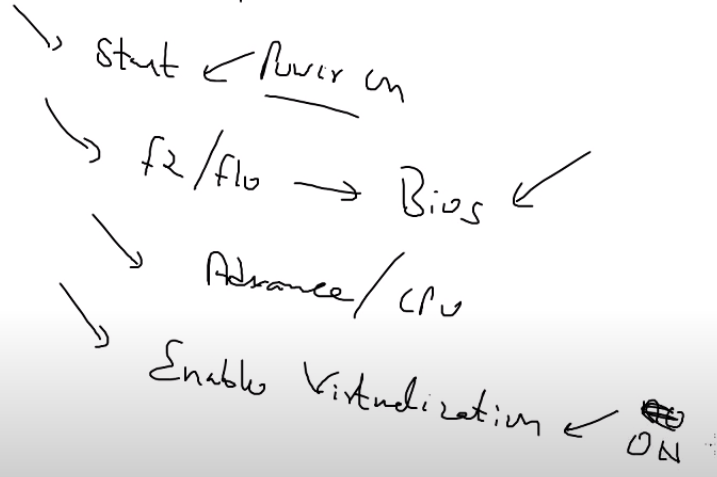 Start ← Power on
f2/f10 → Bios
Advance/CPU
Enable Virtualization ←
ON